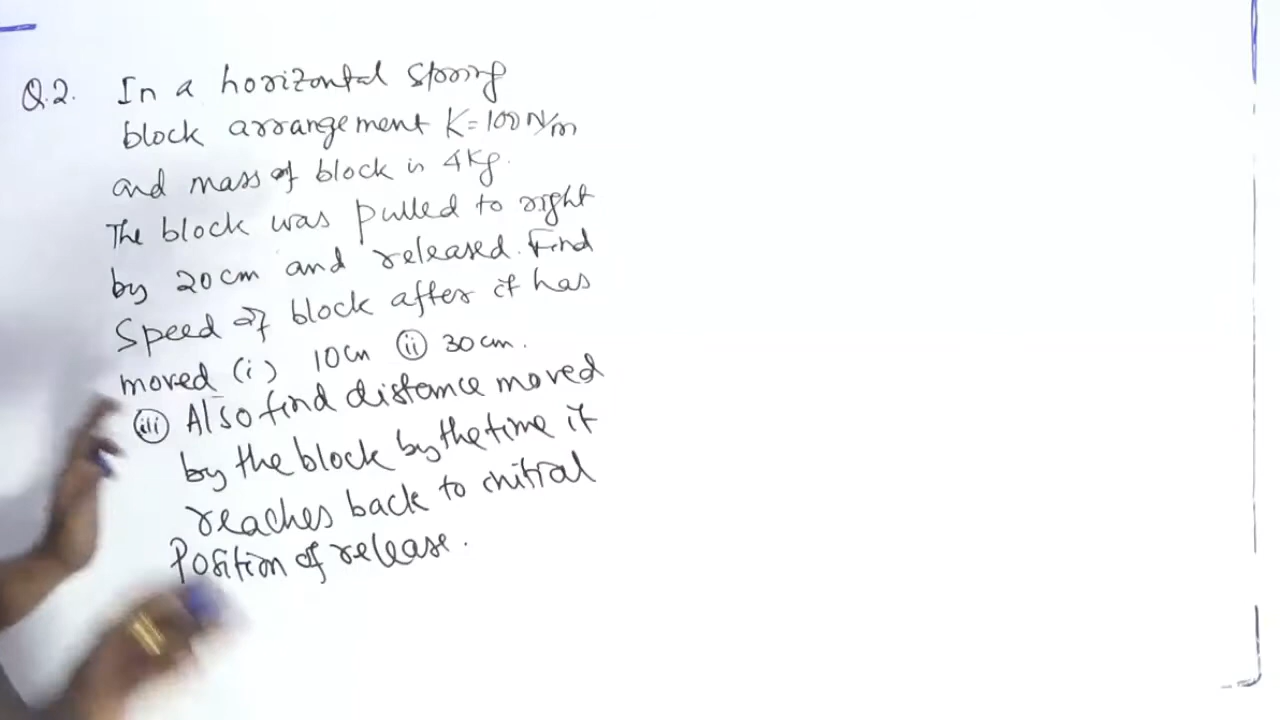 Q.2. In a horizontal spring
block arrangement K=100N/m
and mass of block is 4Kg.
The block was pulled to right
by 20cm and released. Find
Speed of block after it has
moved (i) 10cm (ii) 30cm.
(iii) Also find distance moved
by the block by the time it
reaches back to initial
Position of release.